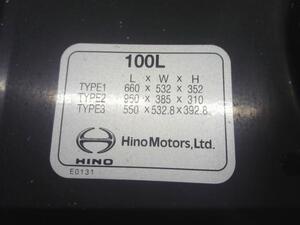 100L
L × W × H
TYPE1 660 × 532 × 352
TYPE2 950 × 385 × 310
TYPE3 550 × 532.8 × 392.8
HINO Hino Motors, Ltd.
E0131